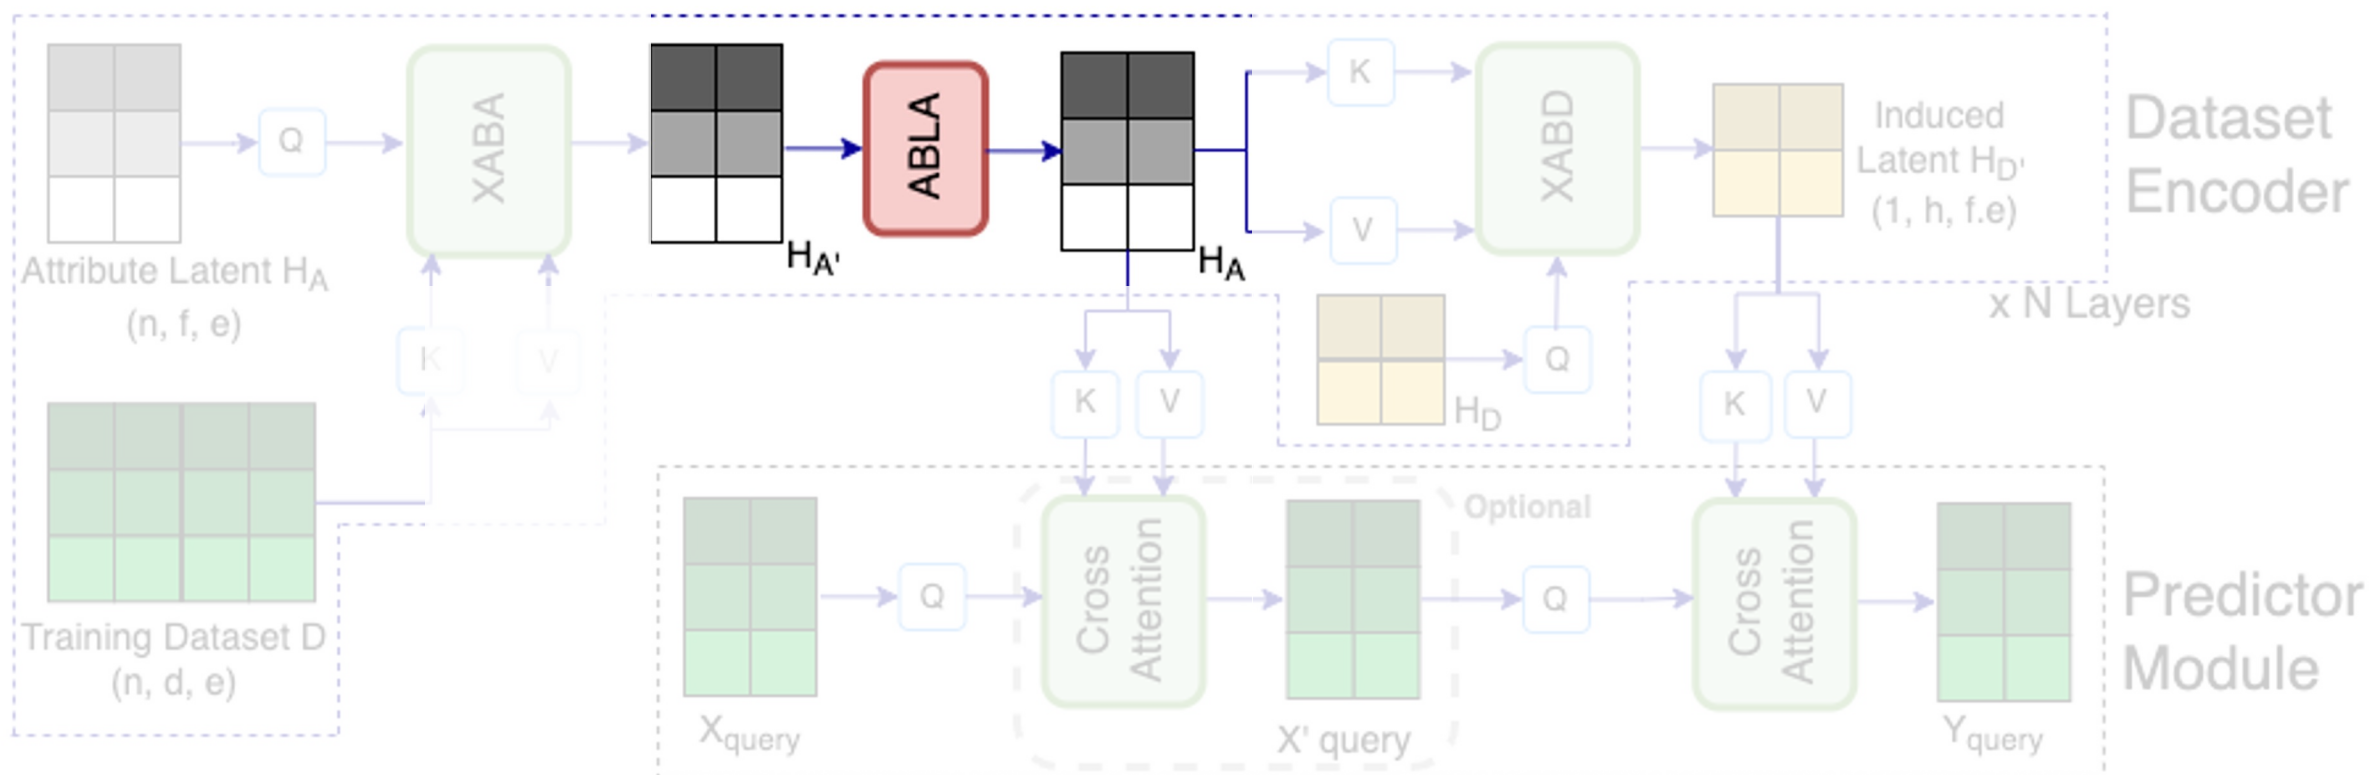 Attribute Latent HA
(n, f, e)
Q
XABA
K
V
Training Dataset D
(n, d, e)
HA'
ABLA
HA
K
V
XABD
Induced
Latent HD'
(1, h, f.e)
Dataset
Encoder
x N Layers
HD
Q
K
V
K
V
Xquery
Q
Cross
Attention
X' query
Optional
Q
Cross
Attention
Yquery
Predictor
Module